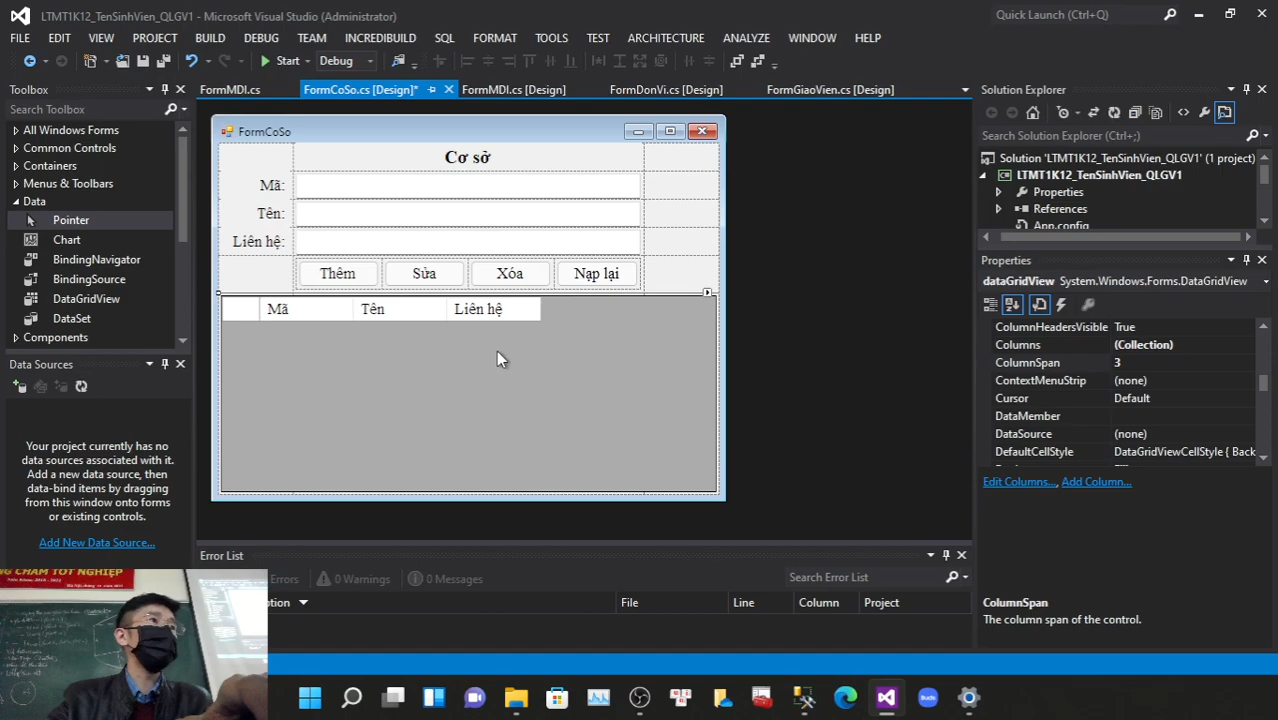 LTMT1K12_TenSinhVien_QLGV1 - Microsoft Visual Studio (Administrator)
Quick Launch (Ctrl+Q)
FILE EDIT VIEW PROJECT BUILD DEBUG TEAM INCREDIBUILD SQL FORMAT TOOLS TEST ARCHITECTURE ANALYZE WINDOW HELP
Start Debug
Toolbox
Search Toolbox
All Windows Forms
Common Controls
Containers
Menus & Toolbars
Data
Pointer
Chart
BindingNavigator
BindingSource
DataGridView
DataSet
Components
Data Sources
Your project currently has no
data sources associated with it.
Add a new data source, then
data-bind items by dragging
from this window onto forms
or existing controls.
Add New Data Source...
FormMDI.cs FormCoSo.cs [Design]* FormMDI.cs [Design] FormDonVi.cs [Design] FormGiaoVien.cs [Design]
FormCoSo
Cơ sở
Mã:
Tên:
Liên hệ:
Thêm Sửa Xóa Nạp lại
Mã Tên Liên hệ
Error List
Errors 0 Warnings 0 Messages
Search Error List
File Line Column Project
Solution Explorer
Search Solution Explorer (Ctrl+;)
Solution 'LTMT1K12_TenSinhVien_QLGV1' (1 project)
LTMT1K12_TenSinhVien_QLGV1
Properties
References
App.config
Properties
dataGridView System.Windows.Forms.DataGridView
ColumnHeadersVisible True
Columns (Collection)
ColumnSpan 3
ContextMenuStrip (none)
Cursor Default
DataMember
DataSource (none)
DefaultCellStyle DataGridViewCellStyle { Back
Edit Columns..., Add Column...
ColumnSpan
The column span of the control.
NG CHẤM TỐT NGHIỆP